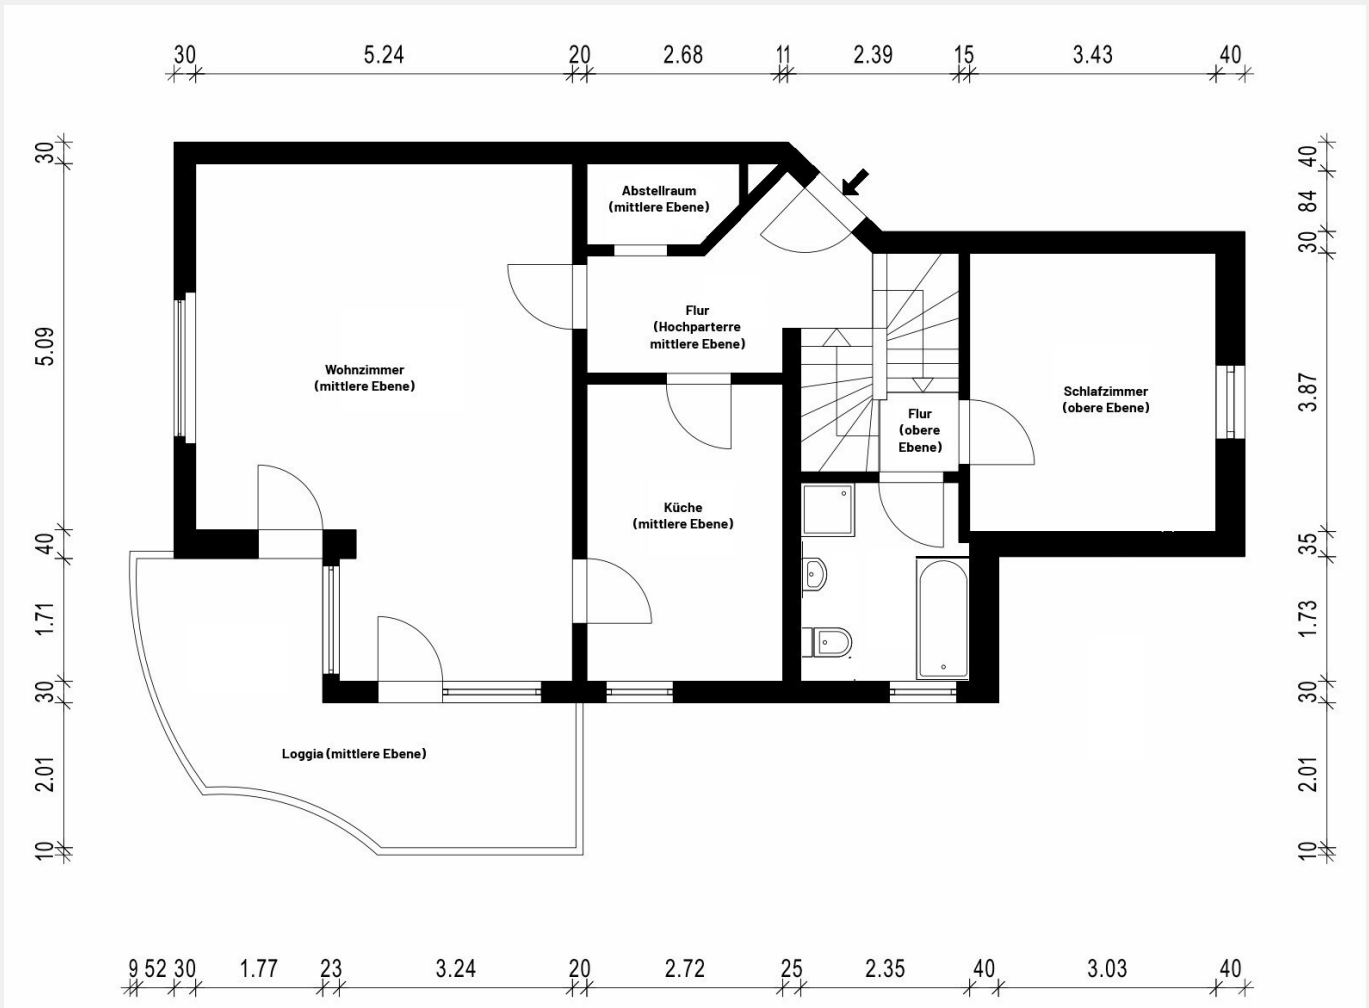 30 5.24 20 2.68 11 2.39 15 3.43 40
30
5.09
40
1.71
30
2.01
10
40
84
30
3.87
35
1.73
30
2.01
10
Abstellraum
(mittlere Ebene)
Flur
(Hochparterre
mittlere Ebene)
Wohnzimmer
(mittlere Ebene)
Schlafzimmer
(obere Ebene)
Flur
(obere
Ebene)
Küche
(mittlere Ebene)
Loggia (mittlere Ebene)
9 52 30 1.77 23 3.24 20 2.72 25 2.35 40 3.03 40